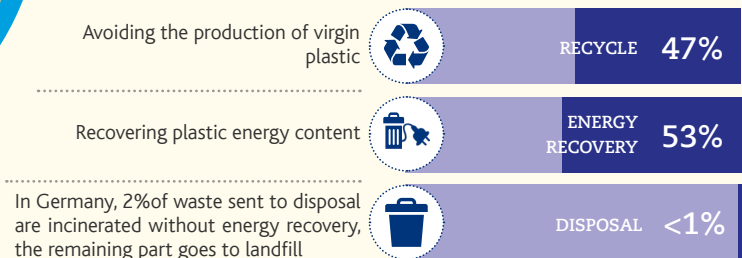 Avoiding the production of virgin
plastic
RECYCLE 47%
Recovering plastic energy content
ENERGY
RECOVERY 53%
In Germany, 2%of waste sent to disposal
are incinerated without energy recovery,
the remaining part goes to landfill
DISPOSAL <1%